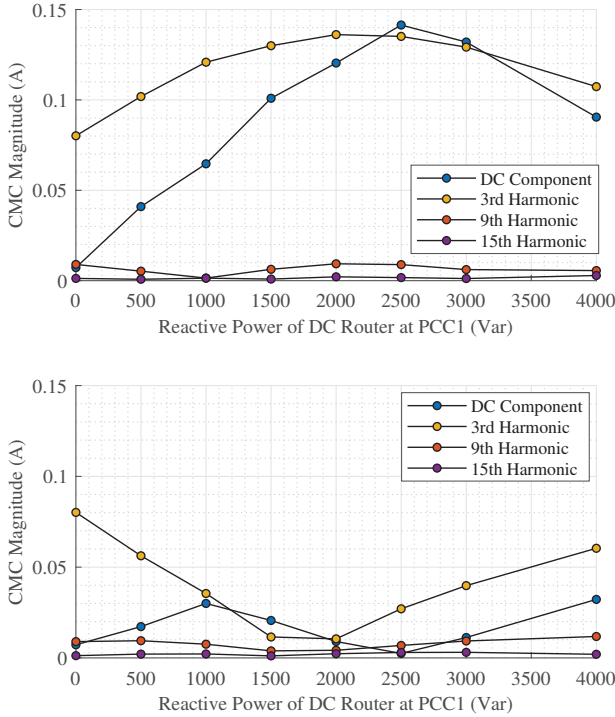 0.15
0.1
0.05
0
CMC Magnitude (A)
DC Component
3rd Harmonic
9th Harmonic
15th Harmonic
0 500 1000 1500 2000 2500 3000 4000
Reactive Power of DC Router at PCC1 (Var)
0.15
0.1
0.05
0
CMC Magnitude (A)
DC Component
3rd Harmonic
9th Harmonic
15th Harmonic
0 500 1000 1500 2000 2500 3000 4000
Reactive Power of DC Router at PCC1 (Var)